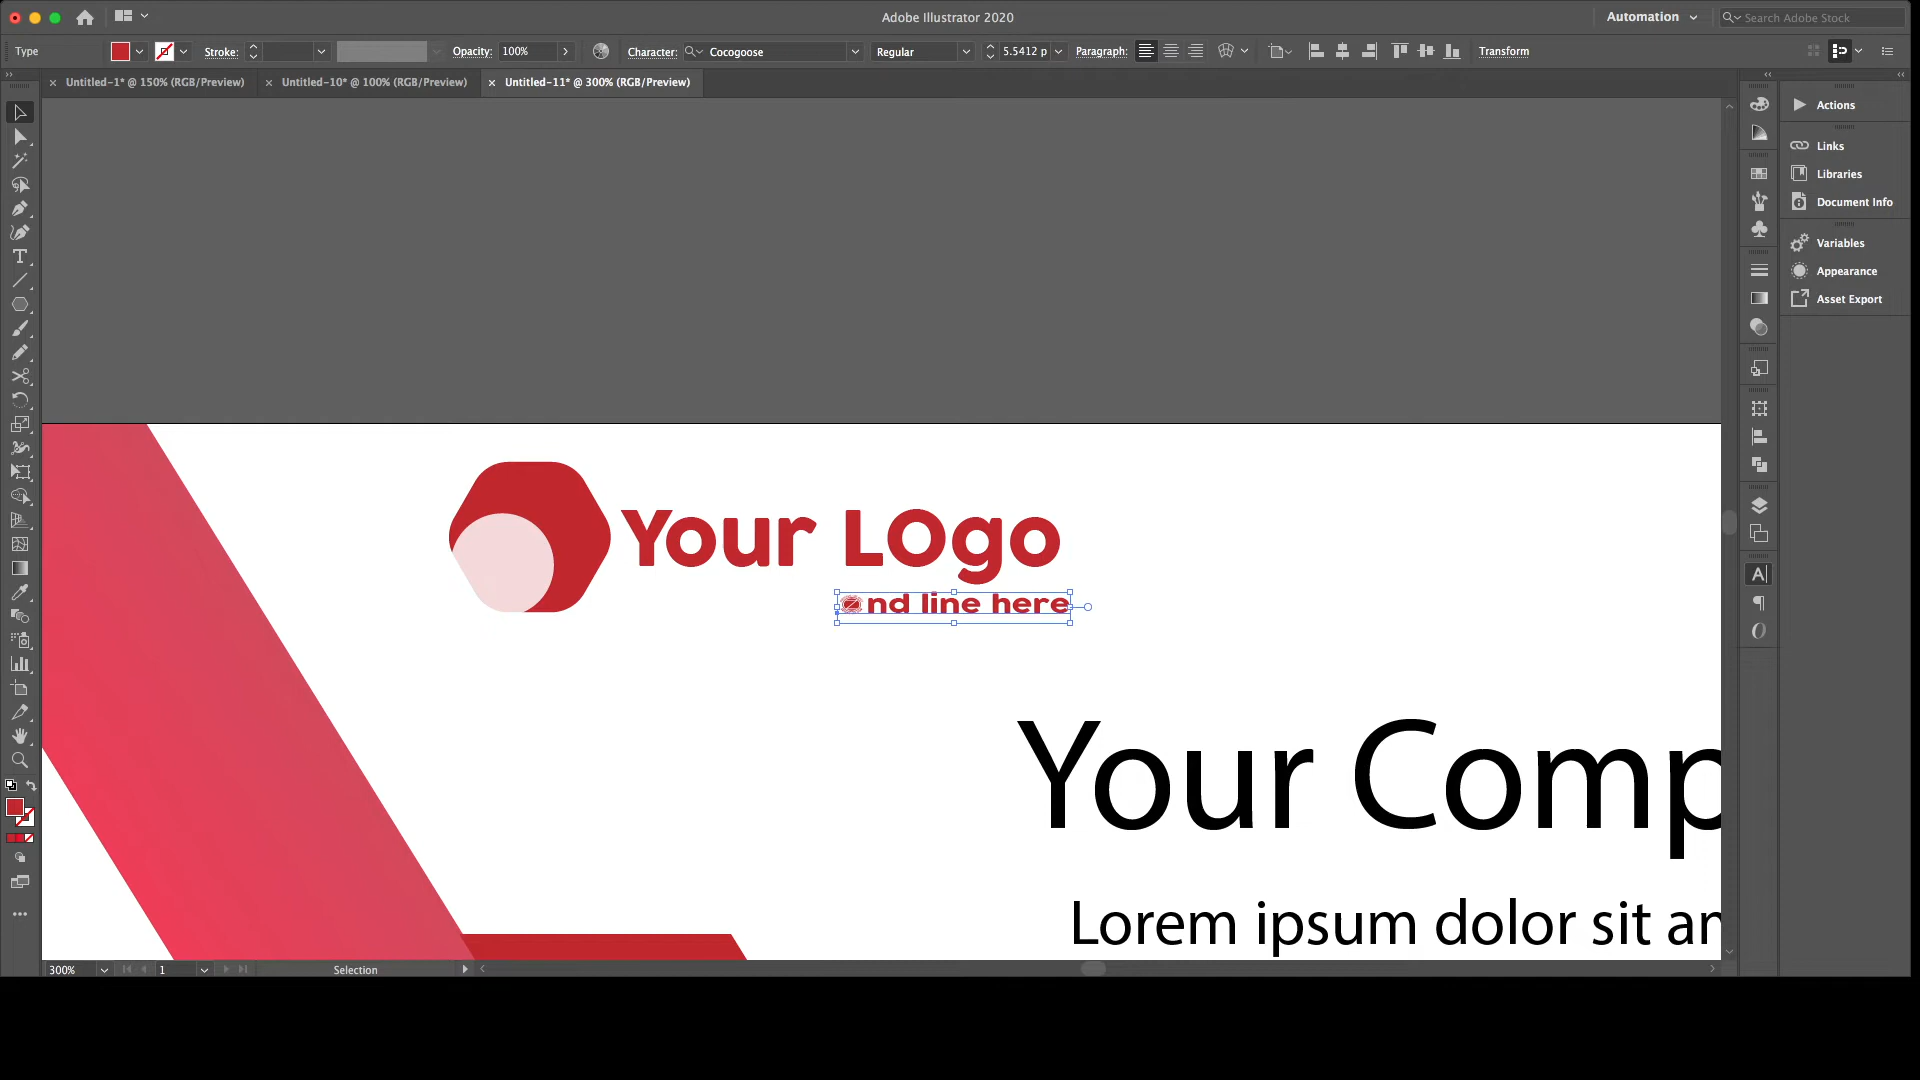 Adobe Illustrator 2020
Automation
Search Adobe Stock
Type
Stroke:
Opacity:
100%
Character:
Cocogoose
Regular
5.5412 p
Paragraph:
Transform
Untitled-1* @ 150% (RGB/Preview)
Untitled-10* @ 100% (RGB/Preview)
Untitled-11* @ 300% (RGB/Preview)
Actions
Links
Libraries
Document Info
Variables
Appearance
Asset Export
Your LOgo
nd line here
Your Comp
Lorem ipsum dolor sit an
300%
1
Selection